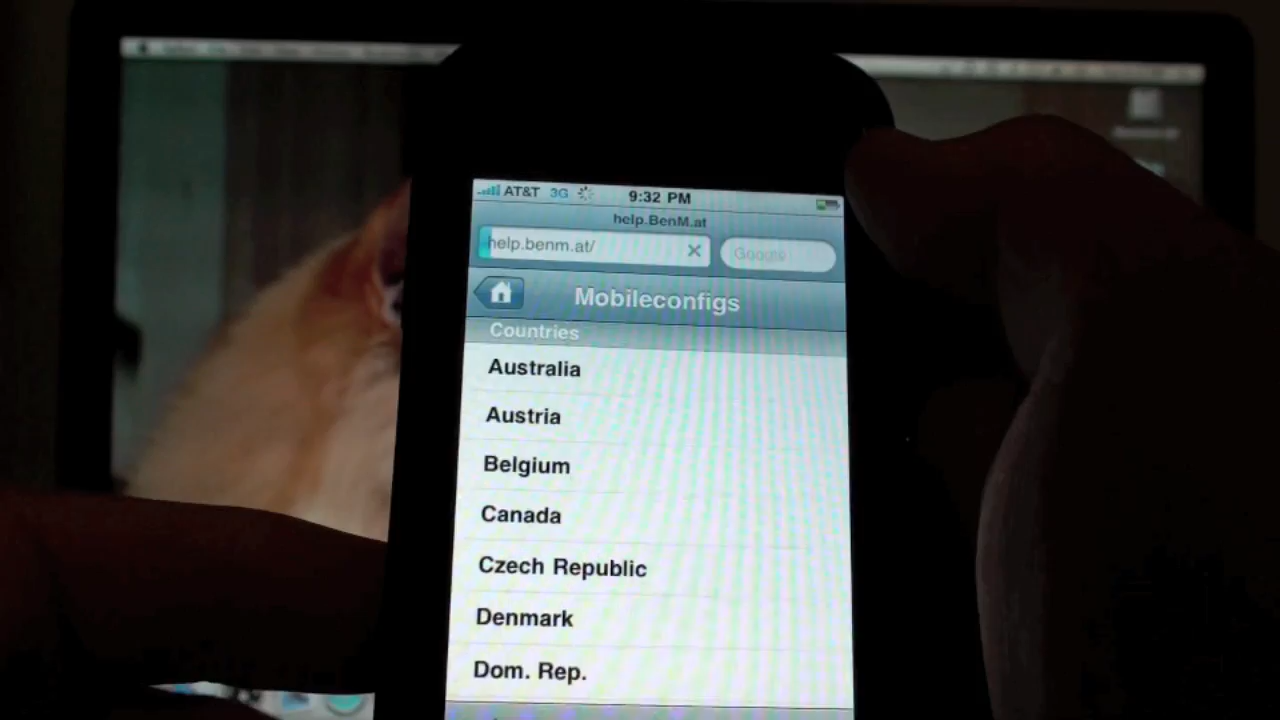 AT&T 3G 9:32 PM
help.BenM.at
help.benm.at/ Google
Mobileconfigs
Countries
Australia
Austria
Belgium
Canada
Czech Republic
Denmark
Dom. Rep.